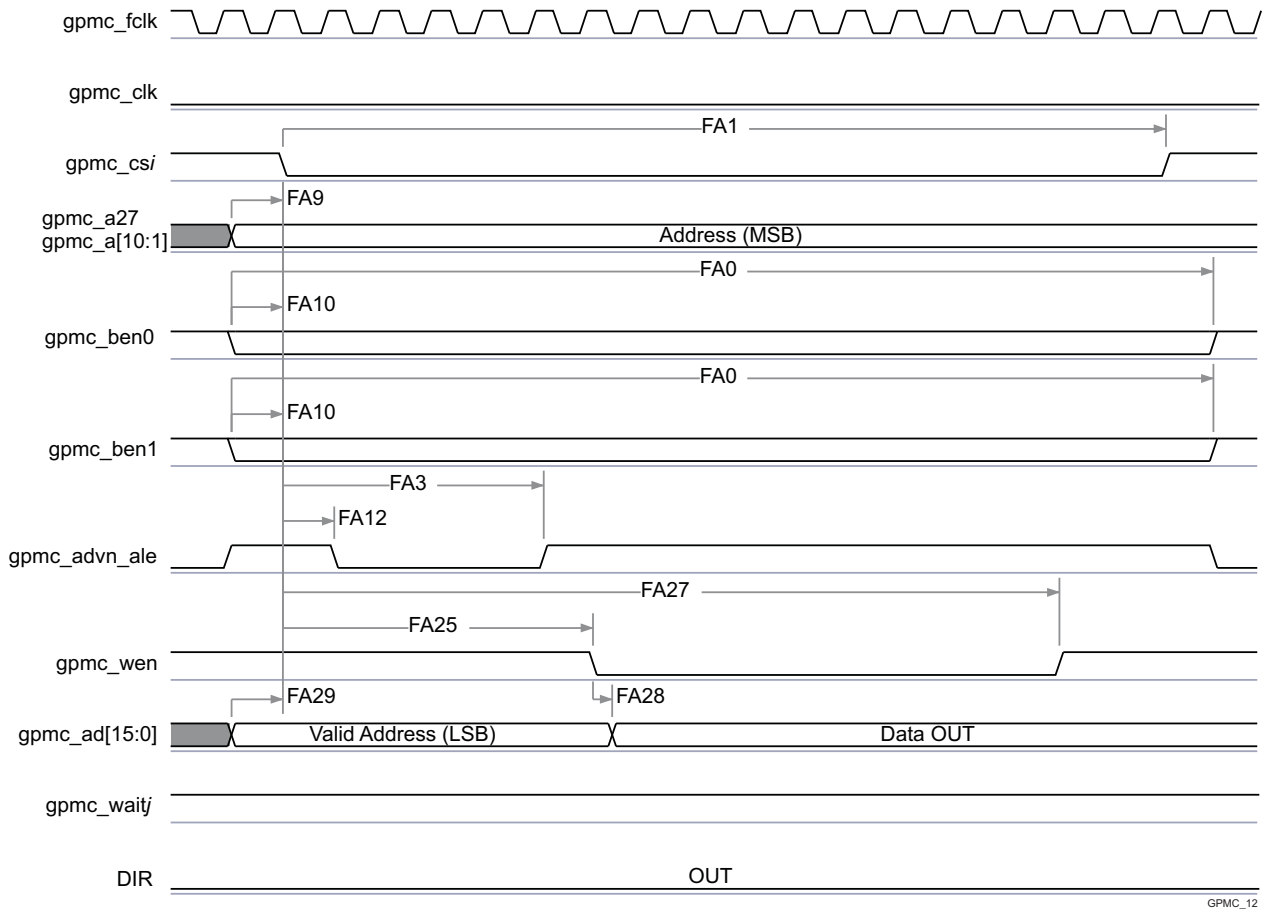 gpmc_fclk
gpmc_clk
FA1
gpmc_csi
FA9
gpmc_a27
gpmc_a[10:1]
Address (MSB)
FA0
FA10
gpmc_ben0
FA0
FA10
gpmc_ben1
FA3
FA12
gpmc_advn_ale
FA27
FA25
gpmc_wen
FA29
FA28
gpmc_ad[15:0]
Valid Address (LSB)
Data OUT
gpmc_waitj
DIR
OUT
GPMC_12